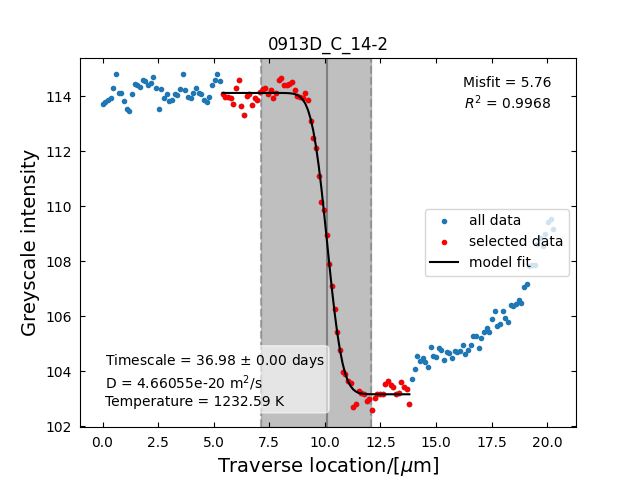 0913D_C_14-2
Misfit = 5.76
R² = 0.9968
114
112
110
108
106
104
102
Greyscale intensity
all data
selected data
model fit
Timescale = 36.98 ± 0.00 days
D = 4.66055e-20 m²/s
Temperature = 1232.59 K
0.0 2.5 5.0 7.5 10.0 12.5 15.0 17.5 20.0
Traverse location/[μm]